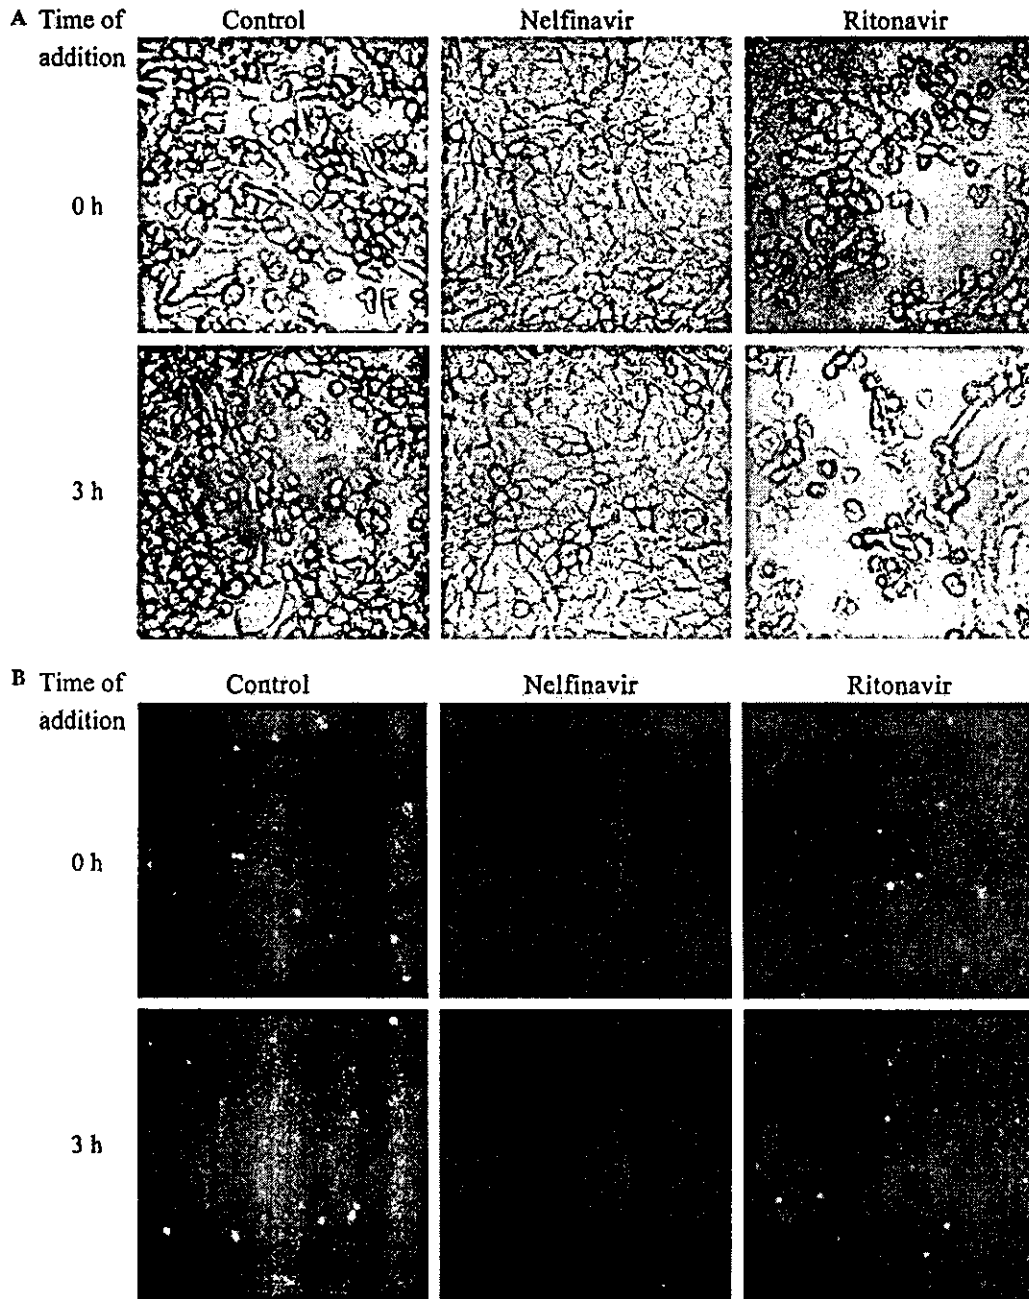 A Time of addition
Control
Nelfinavir
Ritonavir
0 h
3 h
B Time of addition
Control
Nelfinavir
Ritonavir
0 h
3 h